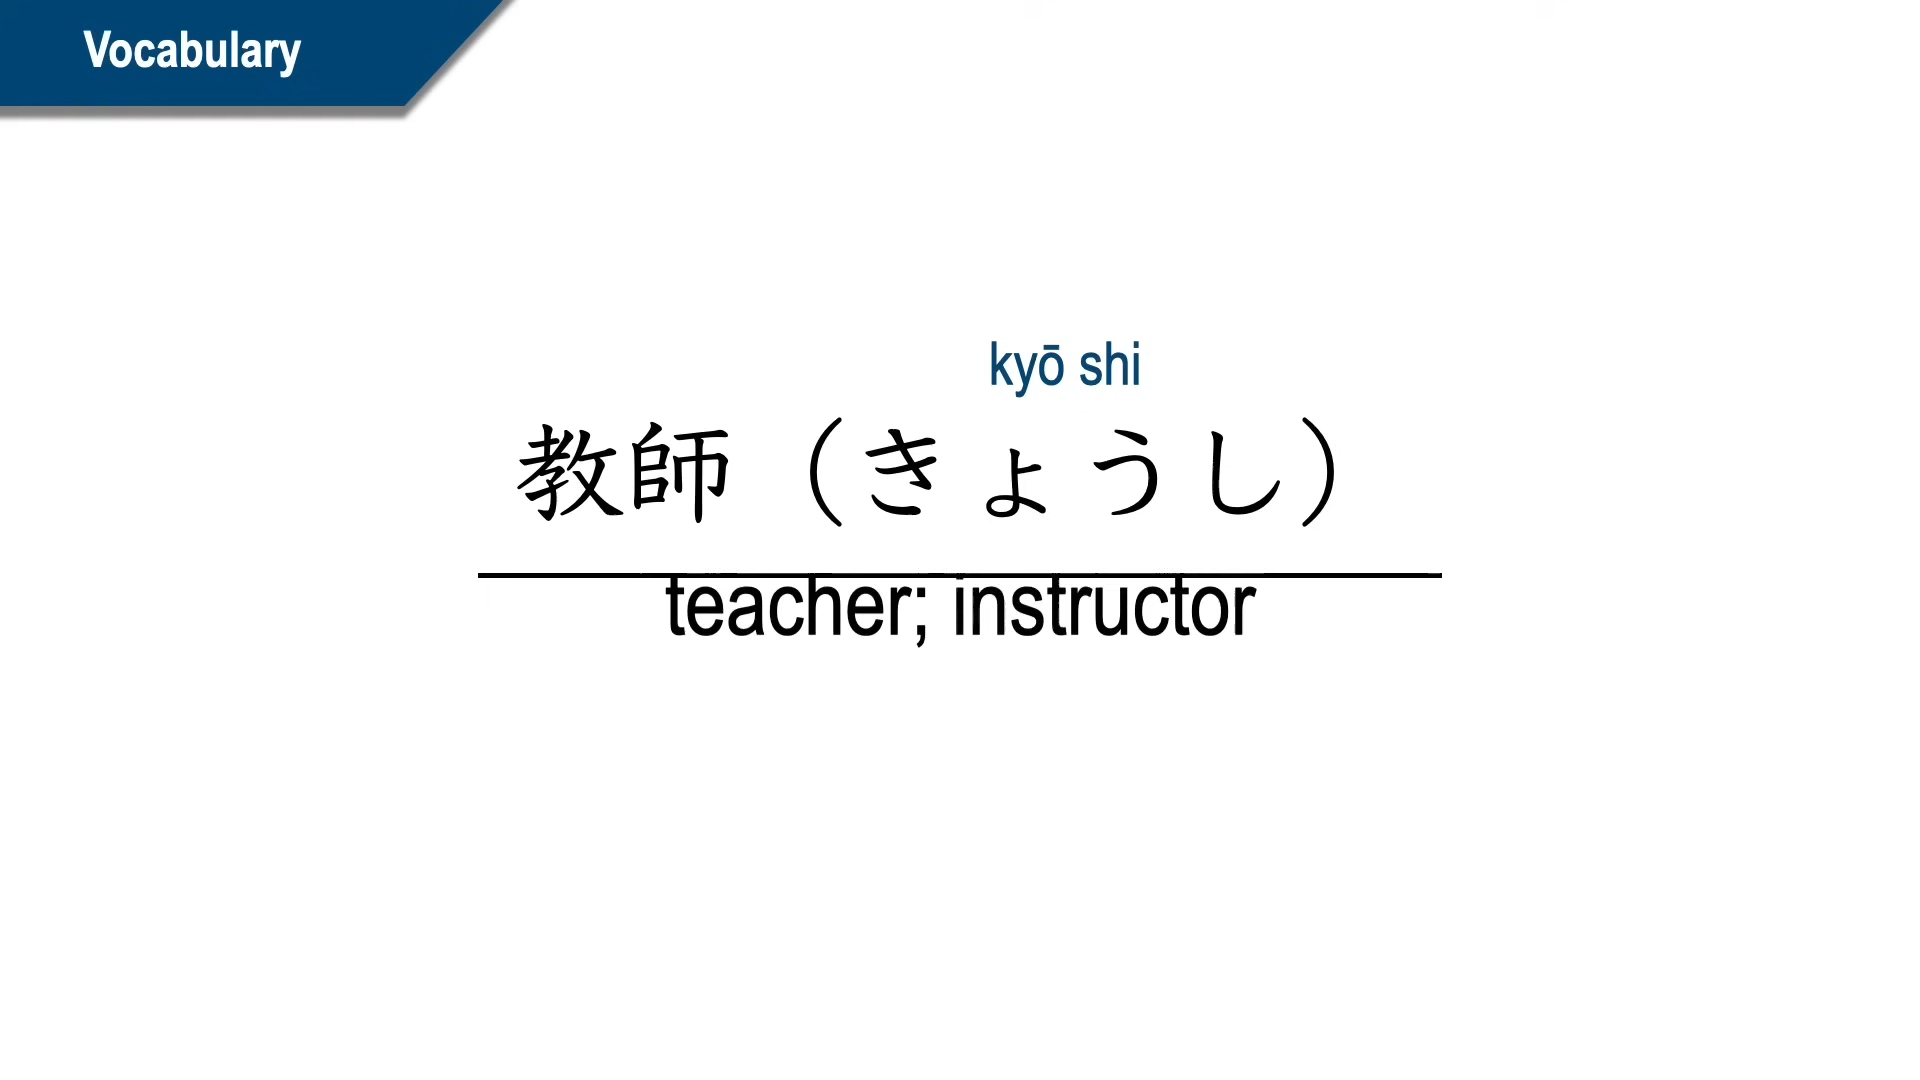 Vocabulary
kyō shi
教師（きょうし）
teacher; instructor